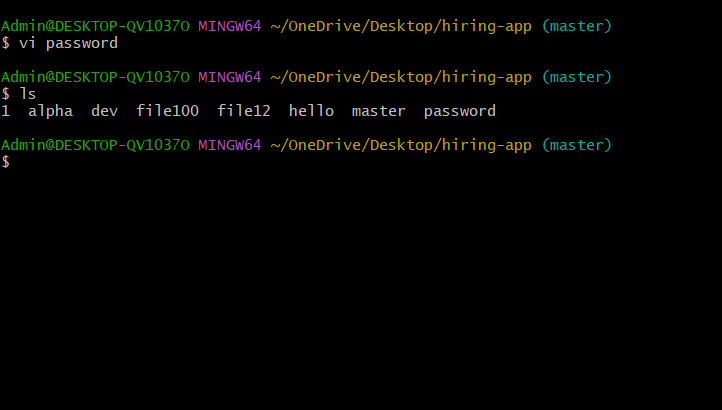 Admin@DESKTOP-QV1037O MINGW64 ~/OneDrive/Desktop/hiring-app (master)
$ vi password
Admin@DESKTOP-QV1037O MINGW64 ~/OneDrive/Desktop/hiring-app (master)
$ ls
1  alpha  dev  file100  file12  hello  master  password
Admin@DESKTOP-QV1037O MINGW64 ~/OneDrive/Desktop/hiring-app (master)
$